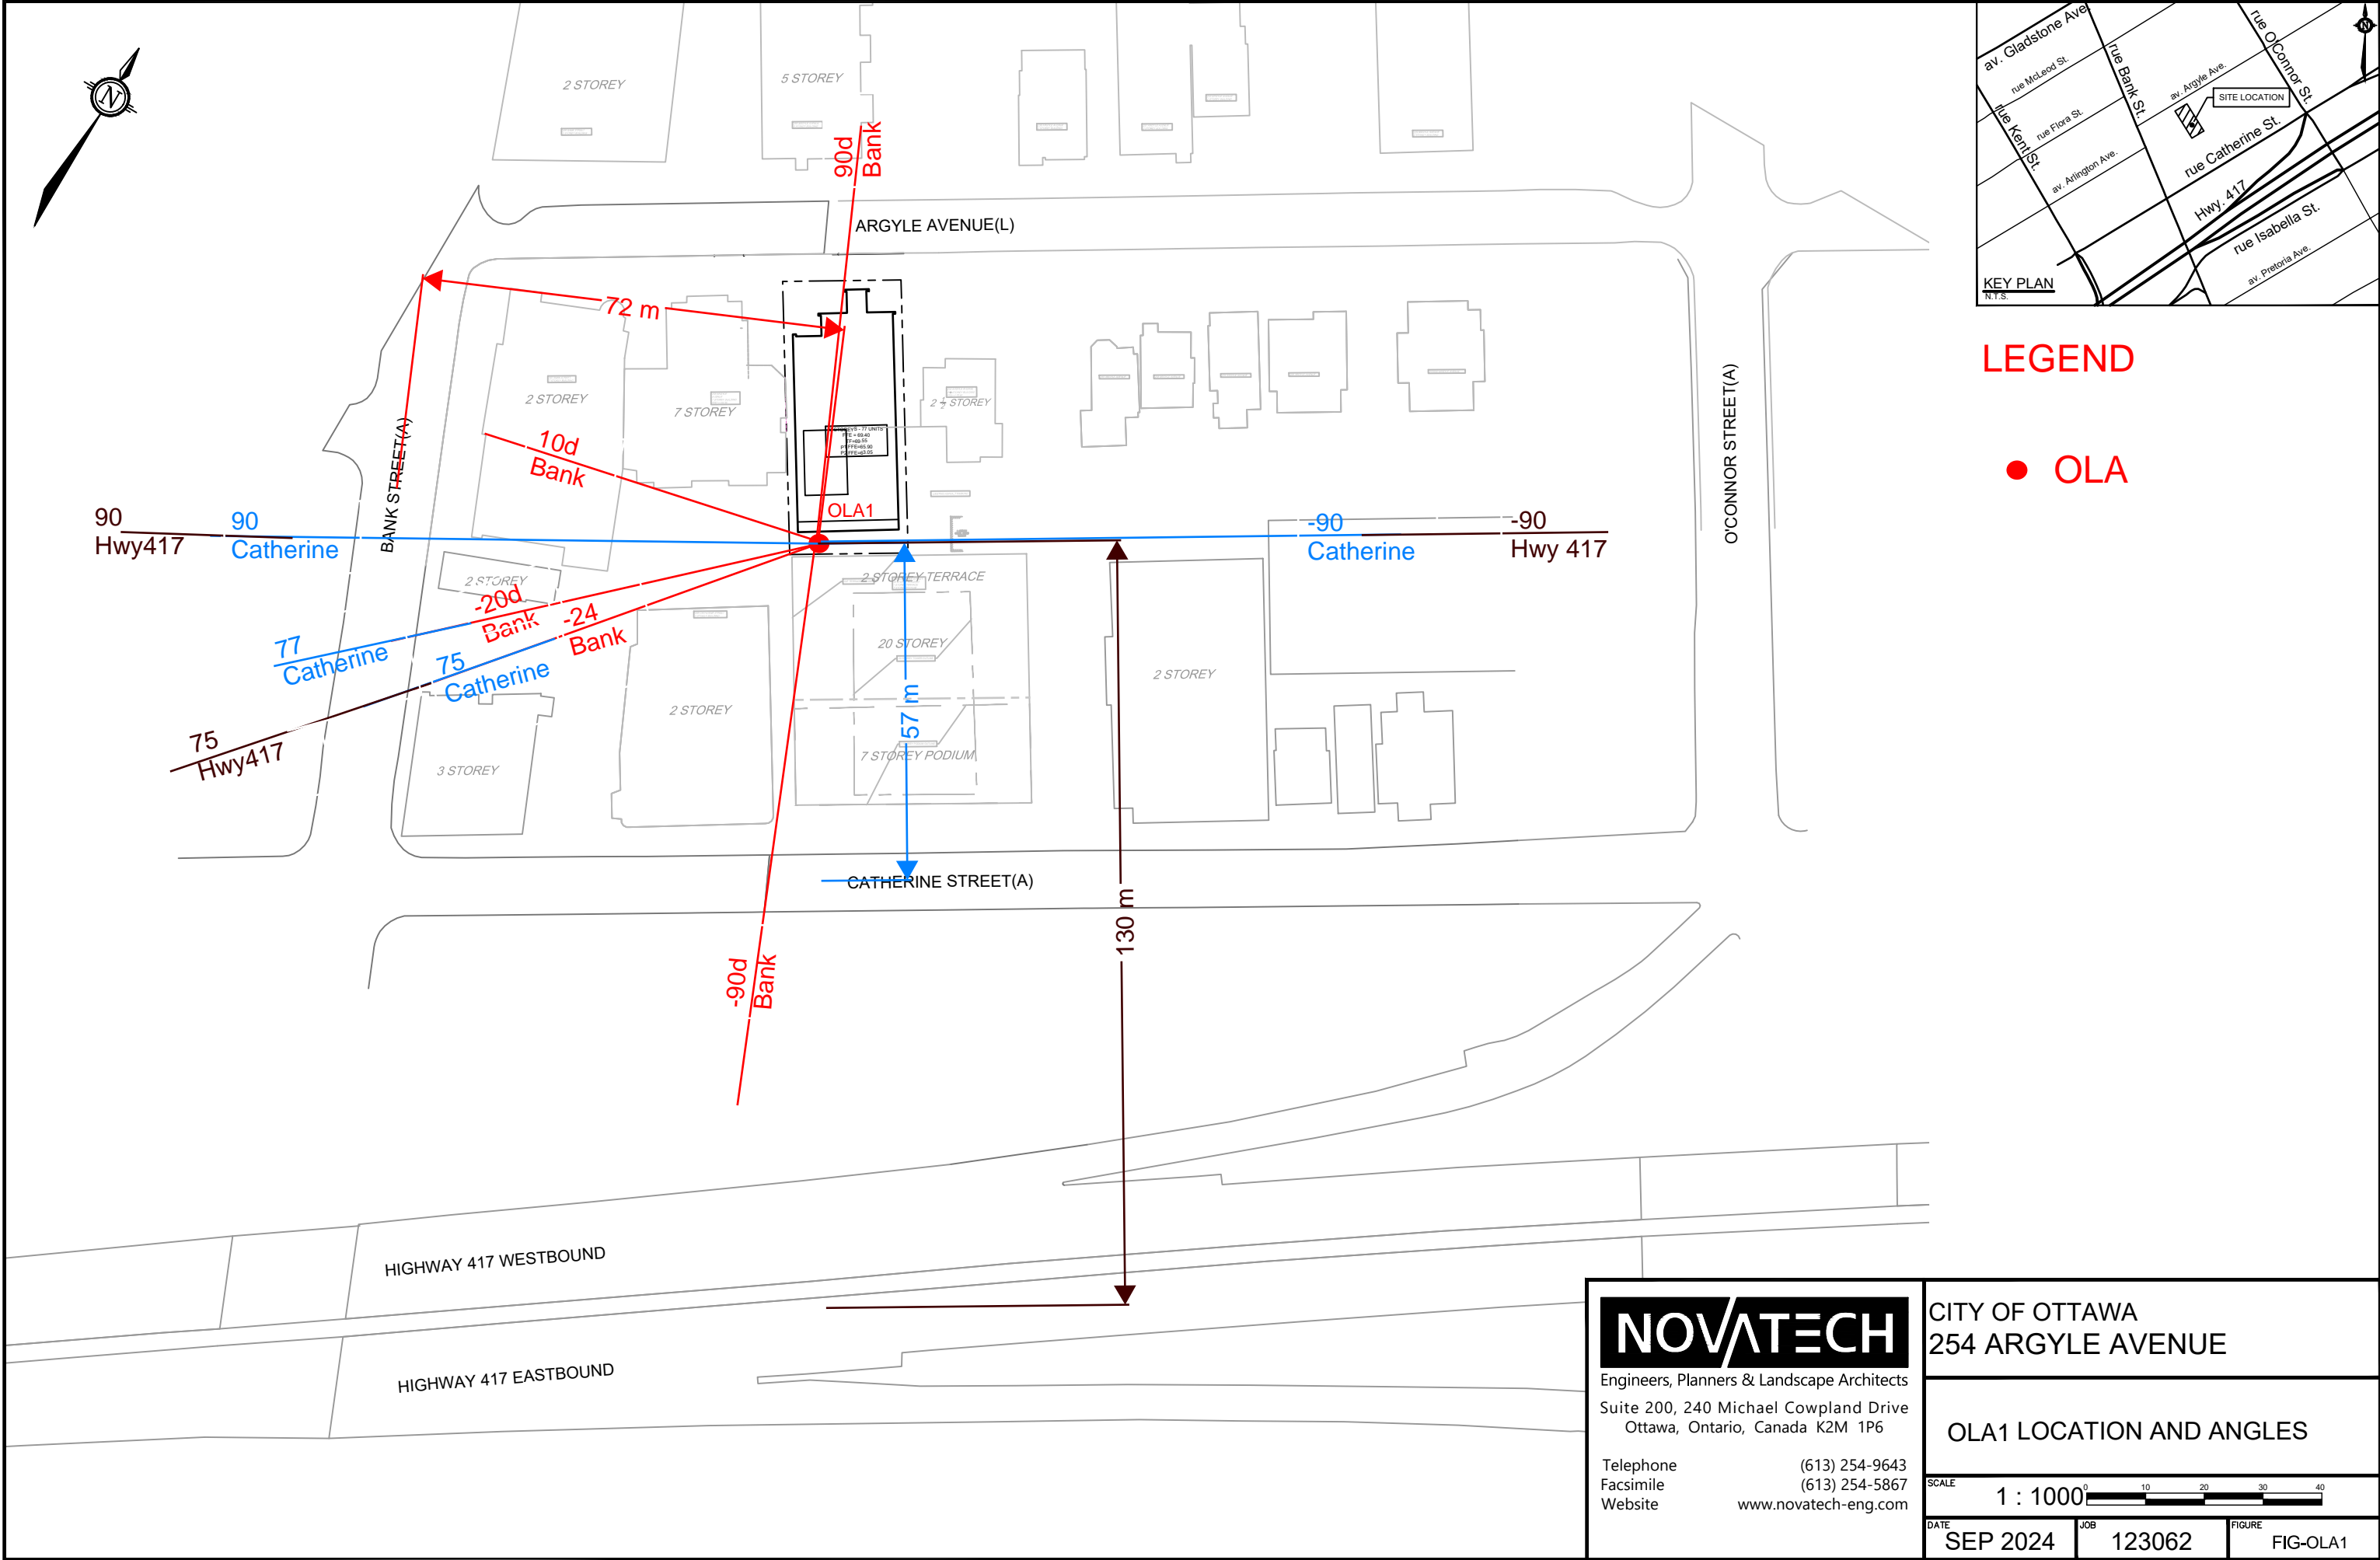 N
2 STOREY
5 STOREY
90d
Bank
ARGYLE AVENUE(L)
72 m
2 STOREY
7 STOREY
2 ½ STOREY
10d
Bank
BANK STREET(A)
O'CONNOR STREET(A)
OLA1
90
Hwy417
90
Catherine
-90
Catherine
-90
Hwy 417
2 STOREY
-20d
Bank
-24
Bank
77
Catherine
75
Catherine
75
Hwy417
2 STOREY TERRACE
20 STOREY
57 m
7 STOREY PODIUM
2 STOREY
2 STOREY
3 STOREY
CATHERINE STREET(A)
-90d
Bank
130 m
HIGHWAY 417 WESTBOUND
HIGHWAY 417 EASTBOUND
av. Gladstone Ave.
rue McLeod St.
rue Flora St.
rue Kent St.
av. Arlington Ave.
rue Bank St.
av. Argyle Ave.
rue O'Connor St.
SITE LOCATION
rue Catherine St.
Hwy. 417
rue Isabella St.
av. Pretoria Ave.
N
KEY PLAN
N.T.S.
LEGEND
OLA
NOVATECH
Engineers, Planners & Landscape Architects
Suite 200, 240 Michael Cowpland Drive
Ottawa, Ontario, Canada K2M 1P6
Telephone (613) 254-9643
Facsimile (613) 254-5867
Website www.novatech-eng.com
CITY OF OTTAWA
254 ARGYLE AVENUE
OLA1 LOCATION AND ANGLES
SCALE
1 : 1000
0 10 20 30 40
DATE
SEP 2024
JOB
123062
FIGURE
FIG-OLA1